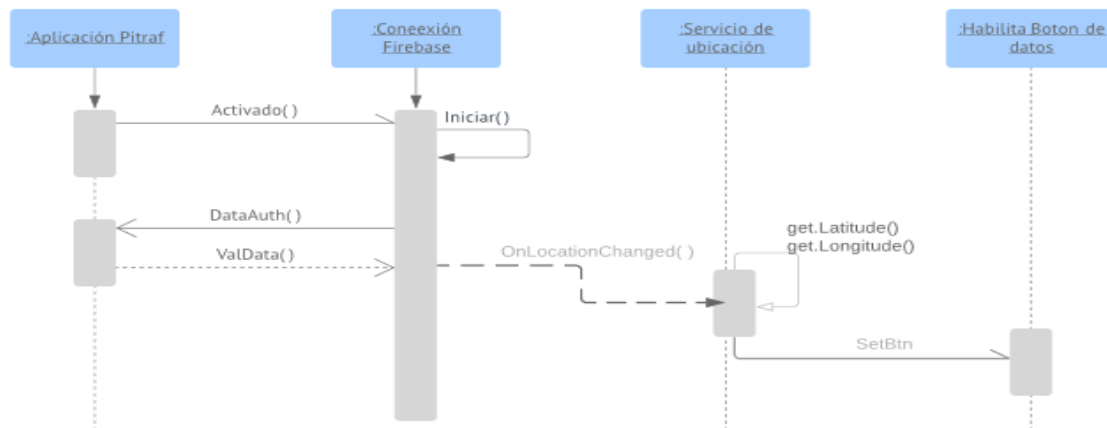 :Aplicación Pitraf
:Coneexión
Firebase
:Servicio de
ubicación
:Habilita Boton de
datos
Activado( )
Iniciar()
DataAuth( )
ValData( )
OnLocationChanged( )
get.Latitude()
get.Longitude()
SetBtn